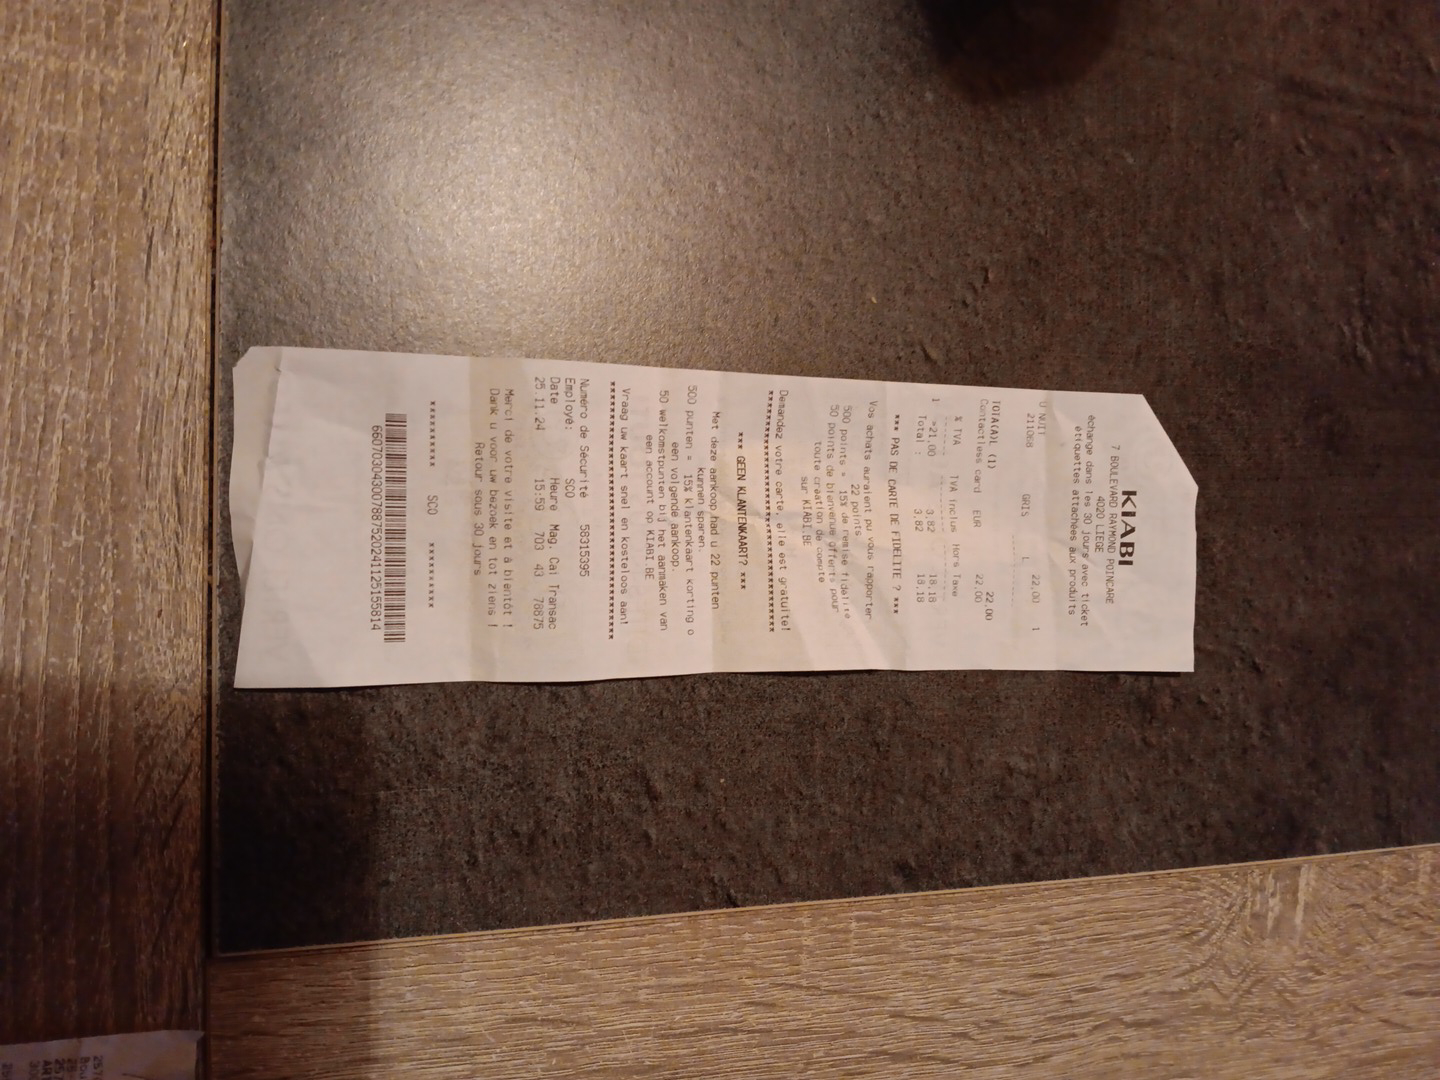 KIABI
7 BOULEVARD RAYMOND POINCARE
4020 LIEGE
échange dans les 30 jours avec ticket
étiquettes attachées aux produits
U NUIT 22,00 1
211068 GRIS L
TOTA(A)L (1) 22,00
Contactless card EUR 22,00
% TVA TVA Inclus Hors Taxe
1 >21,00 3,82 18,18
Total : 3,82 18,18
*** PAS DE CARTE DE FIDELITE ? ***
Vos achats auraient pu vous rapporter
22 points
500 points = 15% de remise fidélité
50 points de bienvenue offerts pour
toute création de compte
sur KIABI.BE
Demandez votre carte, elle est gratuite!
*** GEEN KLANTENKAART? ***
Met deze aankoop had u 22 punten
kunnen sparen.
500 punten = 15% klantenkaart korting o
een volgende aankoop.
50 welkomstpunten bij het aanmaken van
een account op KIABI.BE
Vraag uw kaart snel en kosteloos aan!
Numéro de Sécurité 58315395
Employé: SCO
Date Heure Mag. Cai Transac
25.11.24 15:59 703 43 78875
Merci de votre visite et à bientôt !
Dank u voor uw bezoek en tot ziens !
Retour sous 30 jours
********** SCO **********